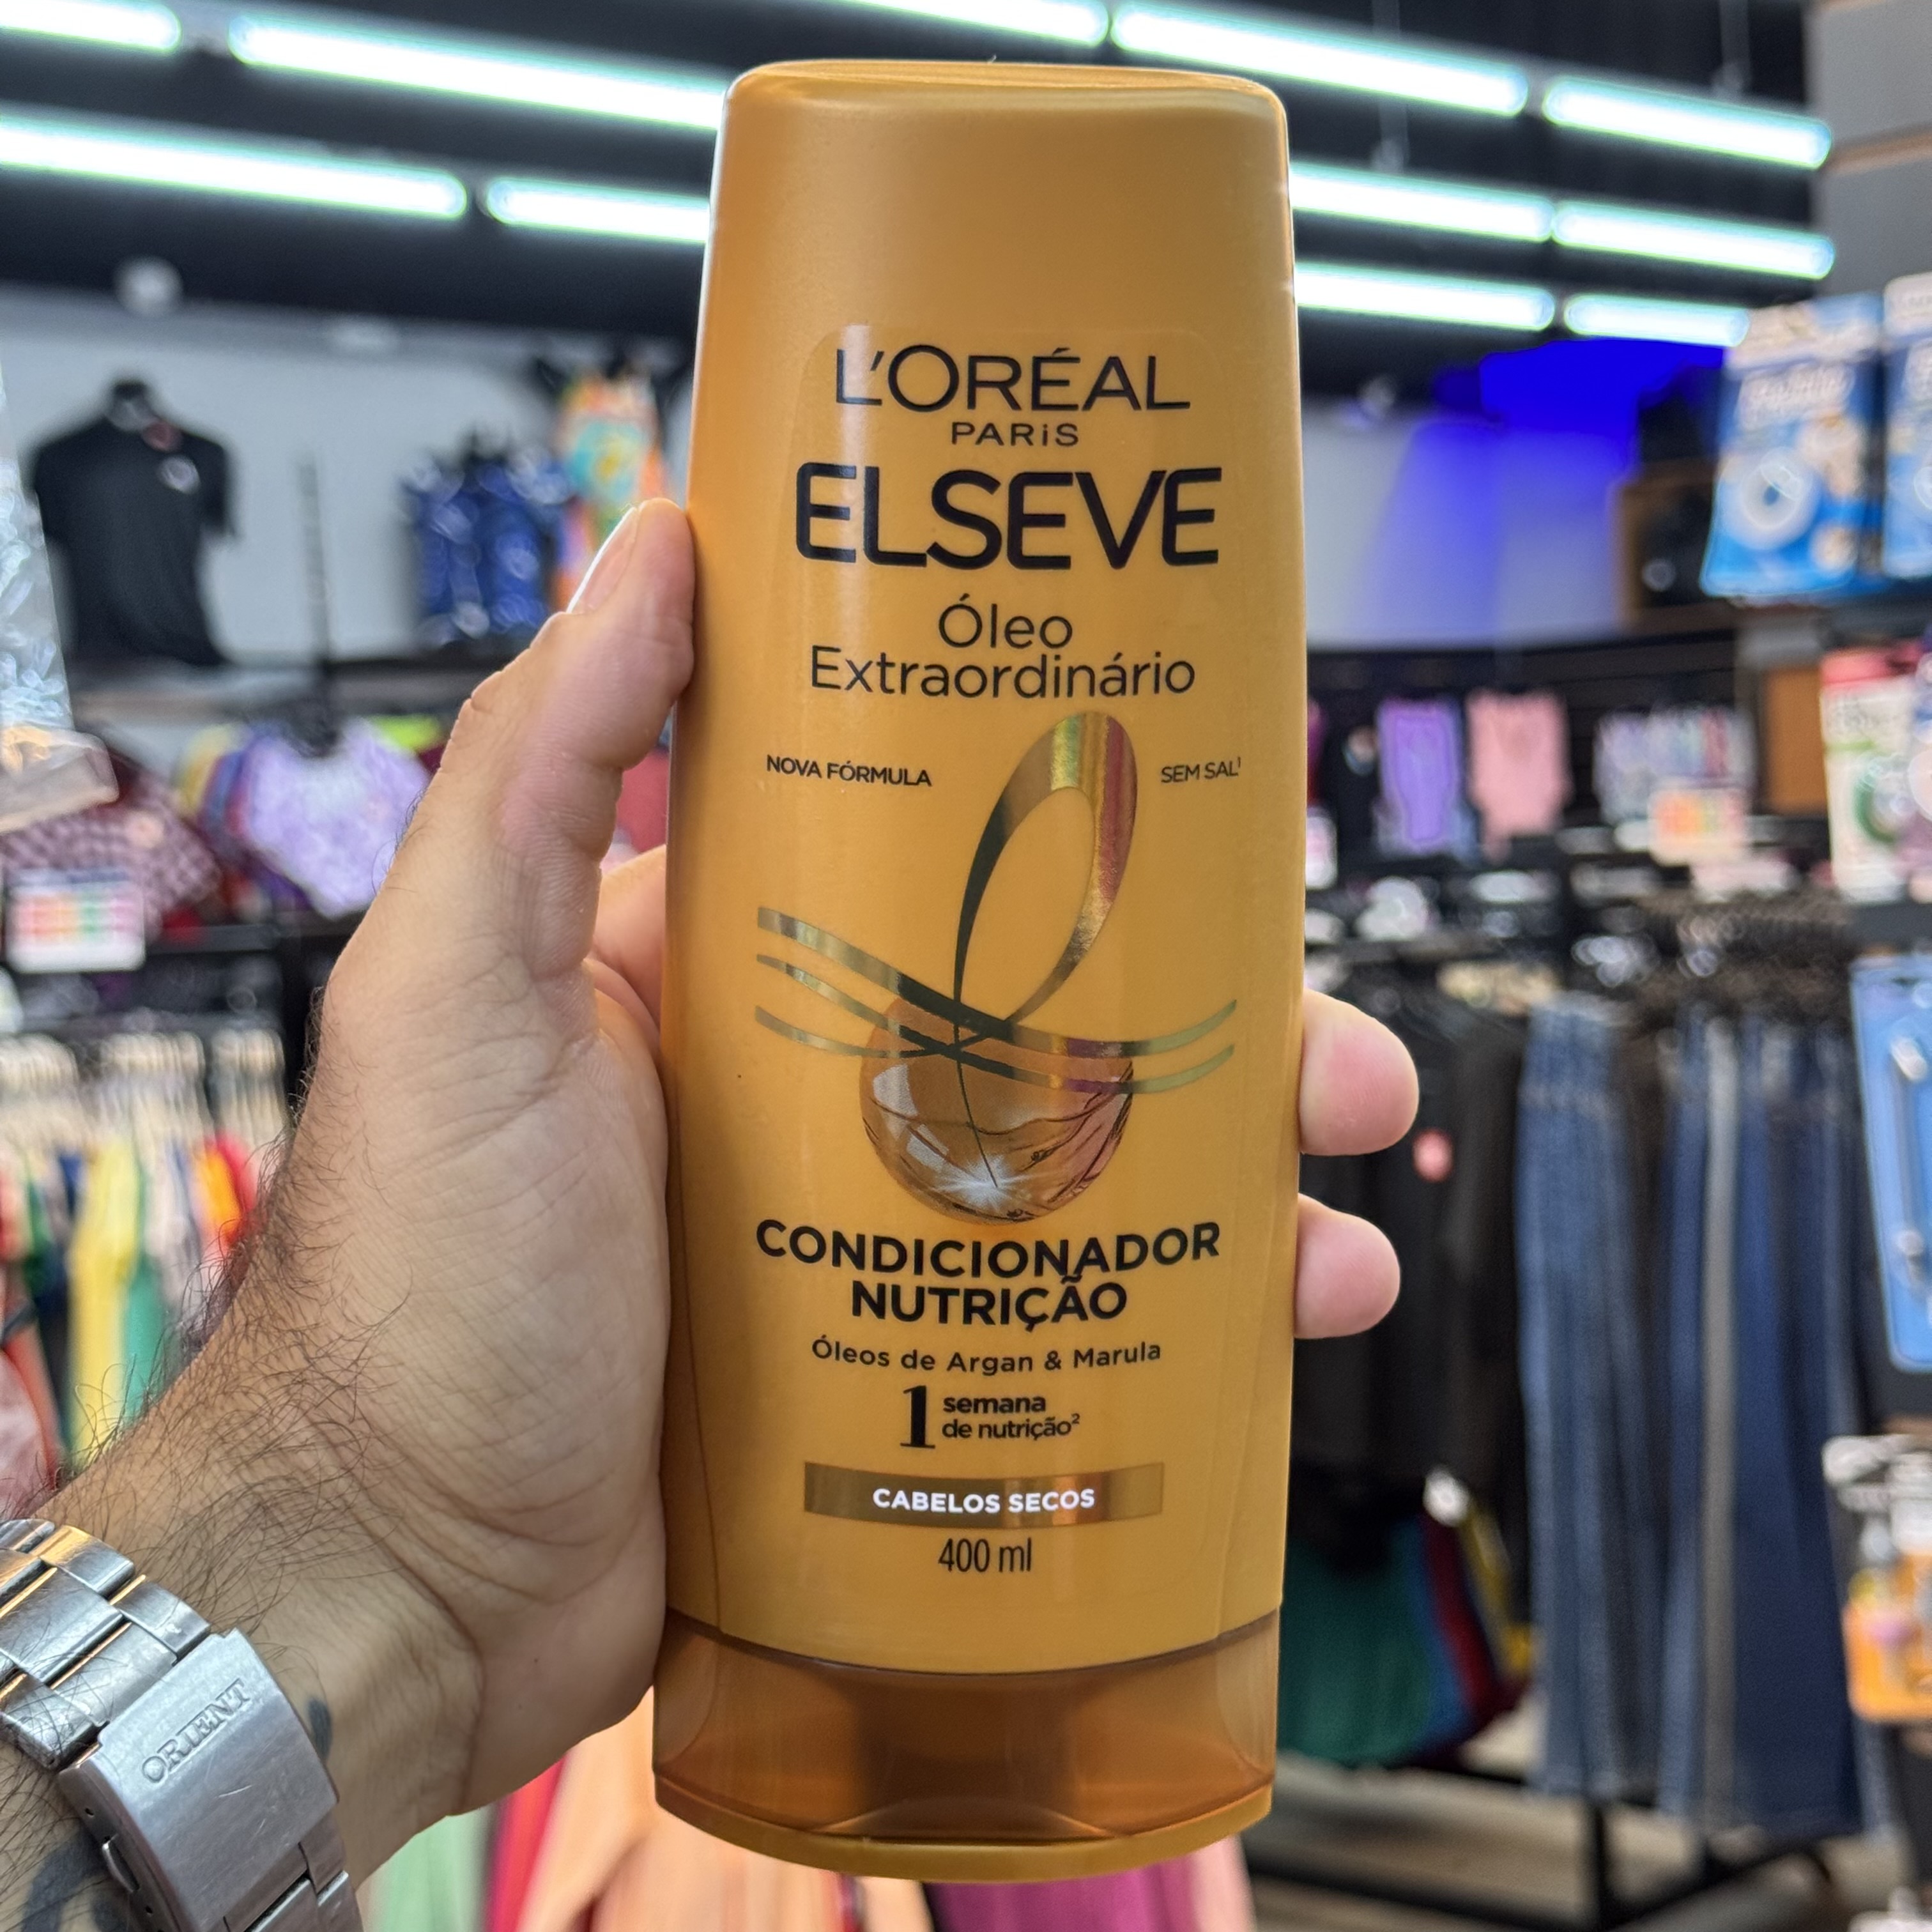 L'ORÉAL
PARiS
ELSEVE
Óleo
Extraordinário
NOVA FÓRMULA
SEM SAL¹
CONDICIONADOR
NUTRIÇÃO
Óleos de Argan & Marula
1 semana
de nutrição²
CABELOS SECOS
400 ml
ORIENT